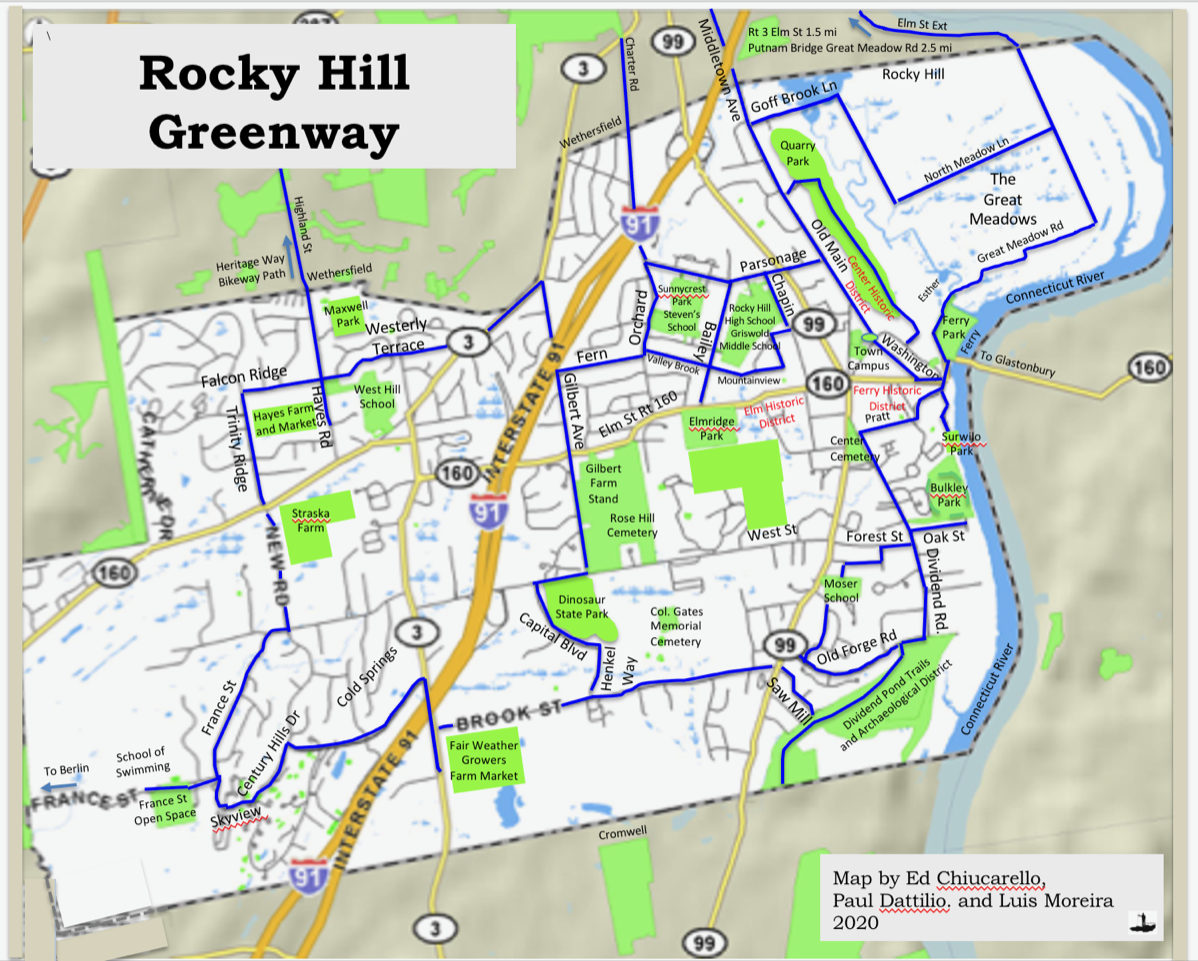 Rocky Hill
Greenway
\
Rt 3 Elm St 1.5 mi
Putnam Bridge Great Meadow Rd 2.5 mi
Elm St Ext
Rocky Hill
Charter Rd
99
3
Middletown Ave
Goff Brook Ln
Wethersfield
Quarry
Park
North Meadow Ln
The
Great
Meadows
Great Meadow Rd
Highland St
91
Old Main
Center Historic
District
Heritage Way
Bikeway Path
Wethersfield
Parsonage
Esther
Connecticut River
Maxwell
Park
Westerly
Terrace
3
Orchard
Sunnycrest
Park
Steven's
School
Bailey
Rocky Hill
High School
Griswold
Middle School
Chapin
99
Ferry
Park
Ferry
Fern
Valley Brook
Mountainview
Town
Campus
Washington
To Glastonbury
160
Falcon Ridge
Hayes Rd
West Hill
School
Gilbert Ave
160
INTERSTATE 91
Trinity Ridge
Hayes Farm
and Market
Elm St Rt 160
Elmridge
Park
Elm Historic
District
Ferry Historic
District
Pratt
Center
Cemetery
Surwilo
Park
160
Gilbert
Farm
Stand
Bulkley
Park
Straska
Farm
91
Rose Hill
Cemetery
West St
Forest St
Oak St
NEW RD
160
Dinosaur
State Park
Col. Gates
Memorial
Cemetery
Moser
School
Dividend Rd.
3
Capital Blvd
Henkel
Way
99
Old Forge Rd
Cold Springs
France St
Century Hills Dr
BROOK ST
Saw Mill
Dividend Pond Trails
and Archaeological District
Connecticut River
Fair Weather
Growers
Farm Market
School of
Swimming
To Berlin
FRANCE ST
France St
Open Space
Skyview
INTERSTATE 91
91
Cromwell
3
99
Map by Ed Chiucarello,
Paul Dattilio. and Luis Moreira
2020